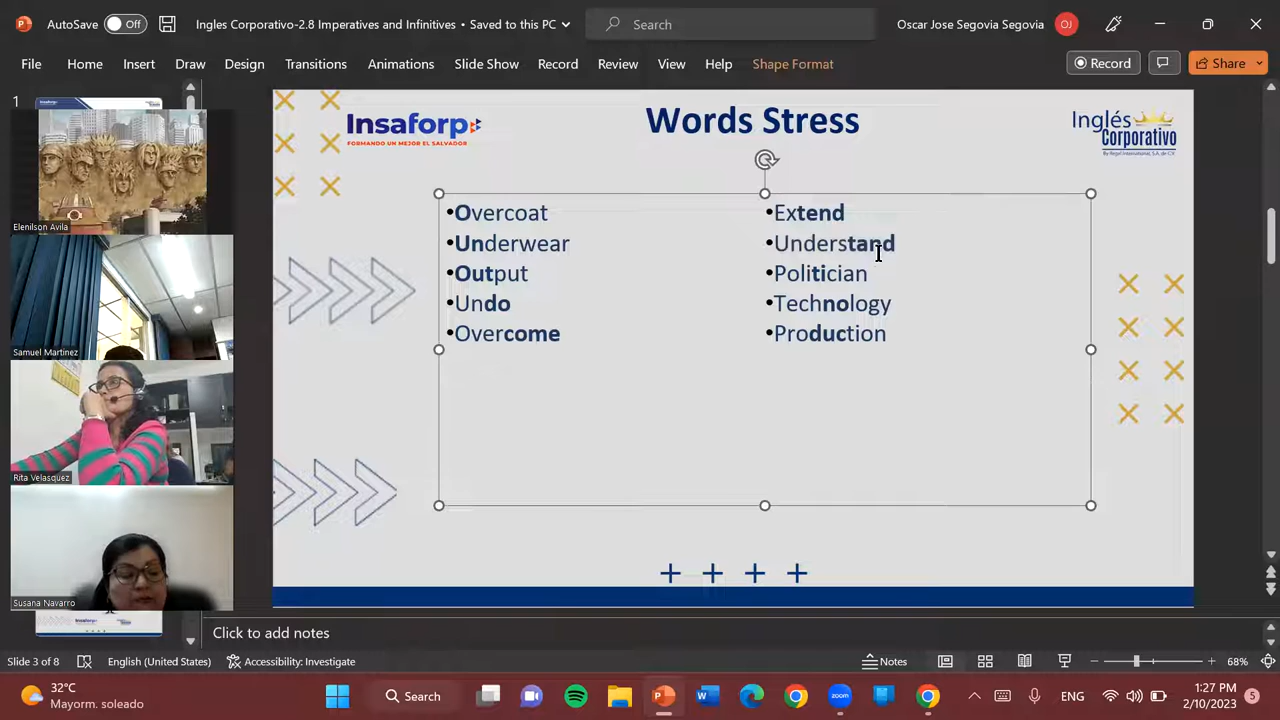 AutoSave Off Ingles Corporativo-2.8 Imperatives and Infinitives • Saved to this PC Search Oscar Jose Segovia Segovia OJ
File Home Insert Draw Design Transitions Animations Slide Show Record Review View Help Shape Format Record Share
1
Elenilson Avila
Samuel Martinez
Rita Velasquez
Susana Navarro
Insaforp
FORMANDO UN MEJOR EL SALVADOR
Words Stress
Inglés
Corporativo
•Overcoat
•Underwear
•Output
•Undo
•Overcome
•Extend
•Understand
•Politician
•Technology
•Production
Click to add notes
Slide 3 of 8 English (United States) Accessibility: Investigate Notes 68%
32°C
Mayorm. soleado
Search
zoom
ENG
1:27 PM
2/10/2023
5